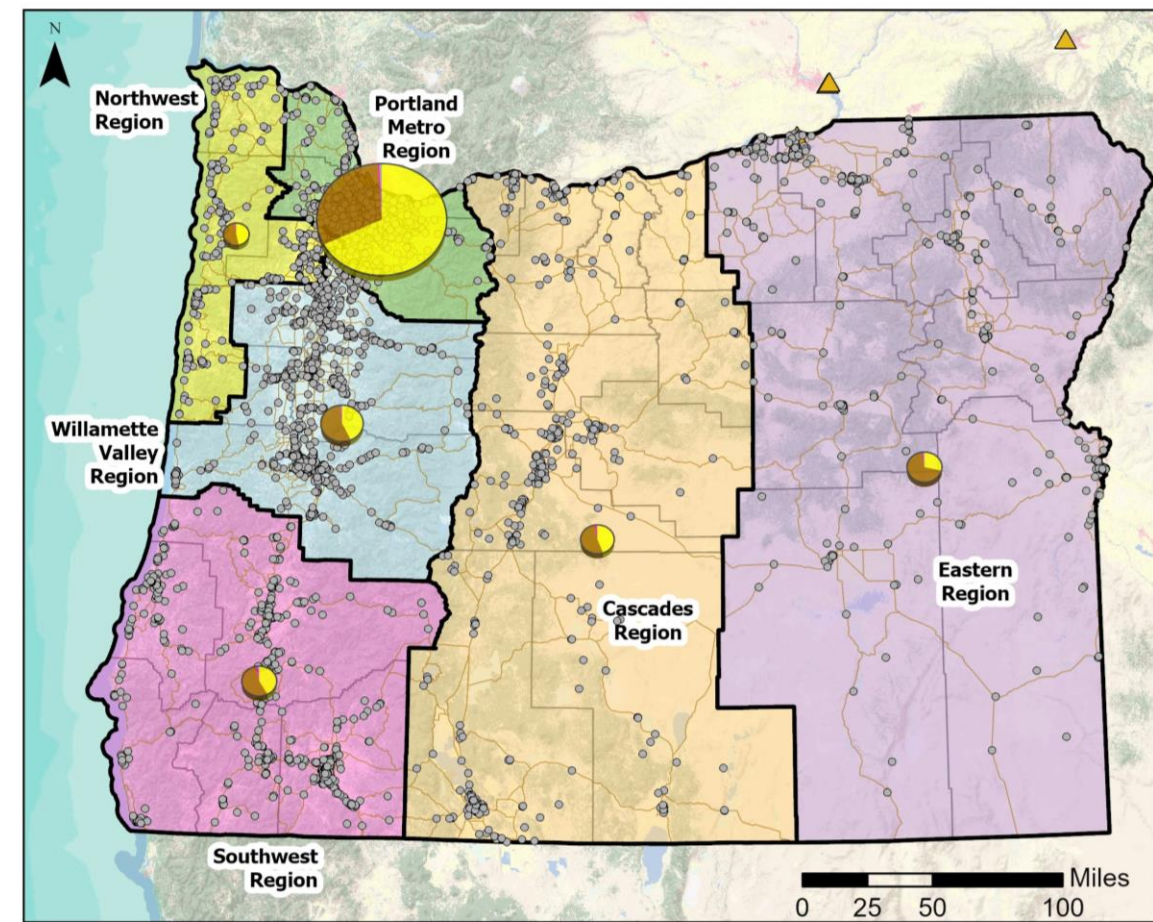 N
Northwest
Region
Portland
Metro
Region
Willamette
Valley
Region
Eastern
Region
Cascades
Region
Southwest
Region
Miles
0 25 50 100